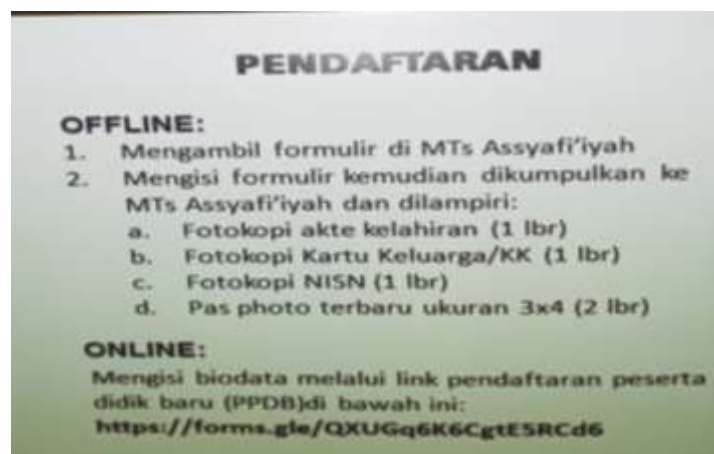 PENDAFTARAN
OFFLINE:
1. Mengambil formulir di MTs Assyafi'iyah
2. Mengisi formulir kemudian dikumpulkan ke
MTs Assyafi'iyah dan dilampiri:
a. Fotokopi akte kelahiran (1 lbr)
b. Fotokopi Kartu Keluarga/KK (1 lbr)
c. Fotokopi NISN (1 lbr)
d. Pas photo terbaru ukuran 3x4 (2 lbr)
ONLINE:
Mengisi biodata melalui link pendaftaran peserta
didik baru (PPDB)di bawah ini:
https://forms.gle/QXUGq6K6CgtESRCd6